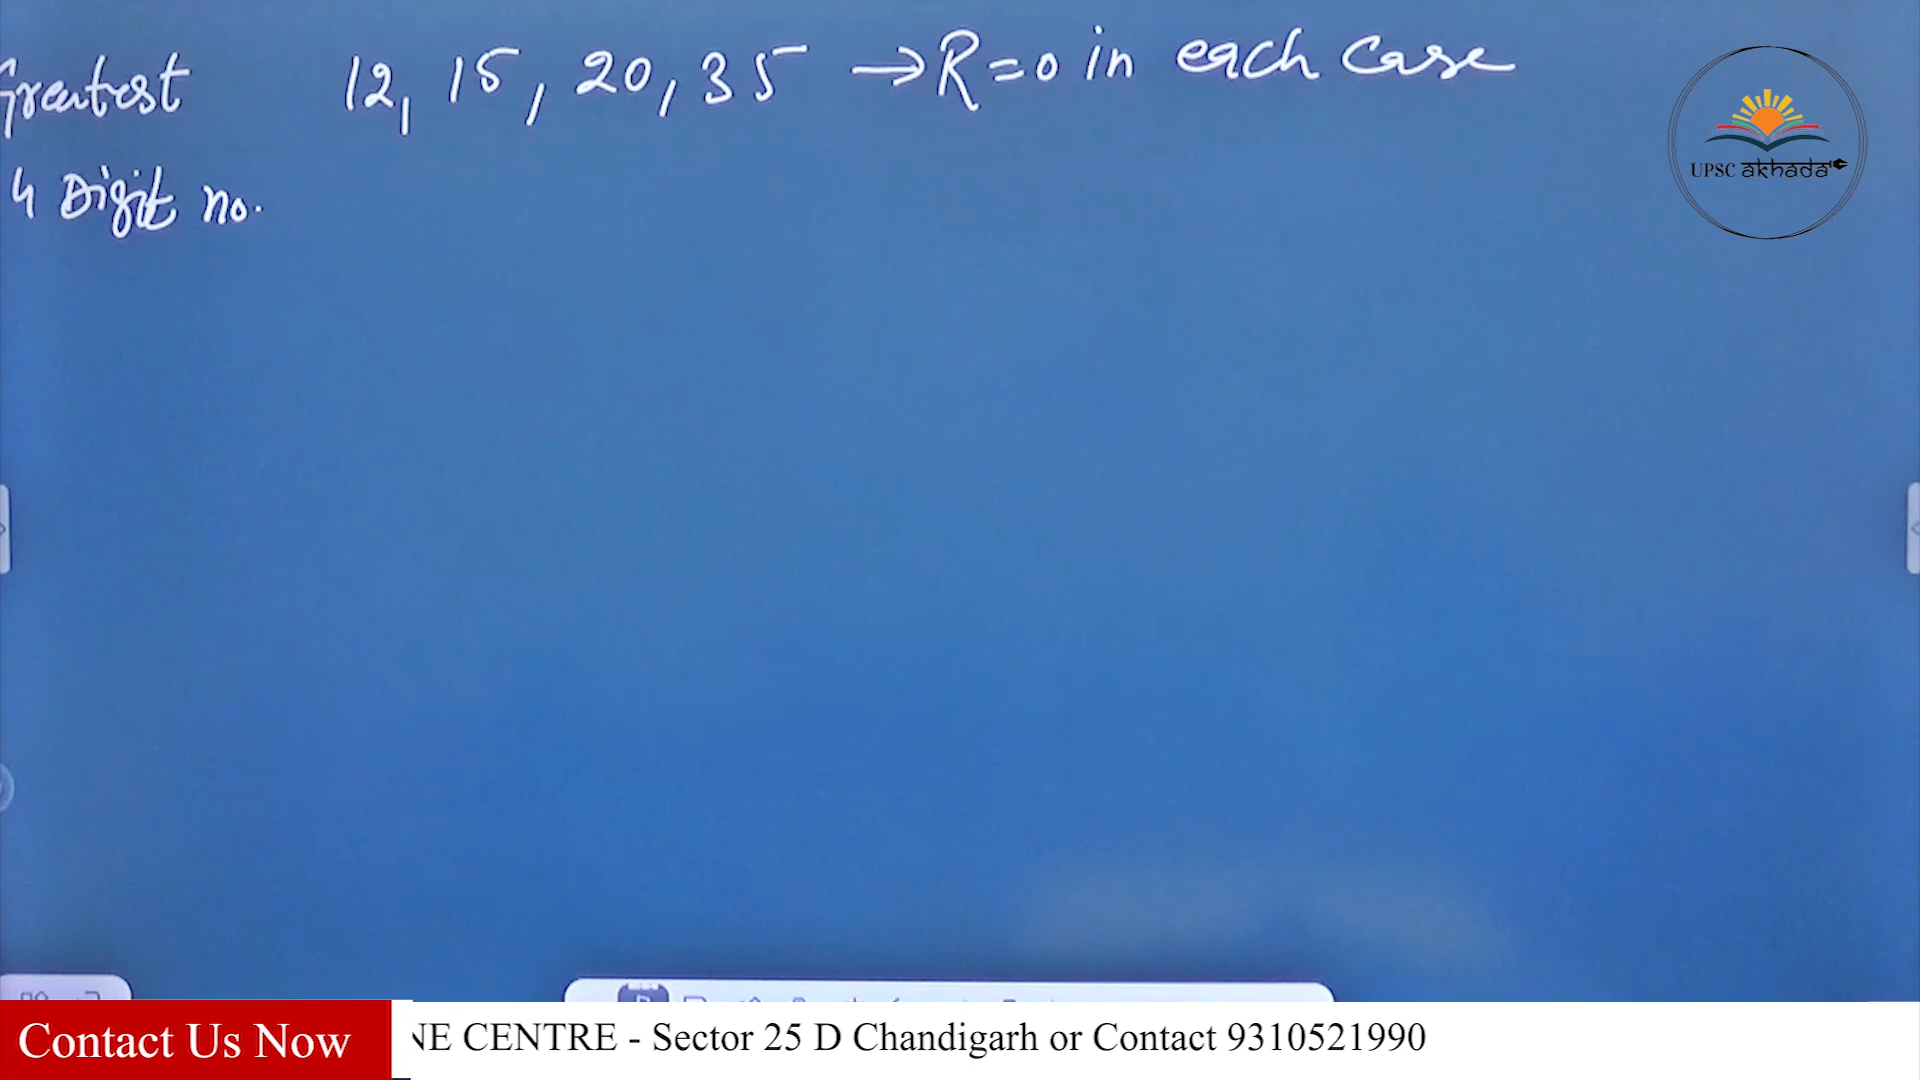 Greatest 12, 15, 20, 35 → R=0 in each case
4 Digit no.
UPSC akhada
Contact Us Now
NE CENTRE - Sector 25 D Chandigarh or Contact 9310521990